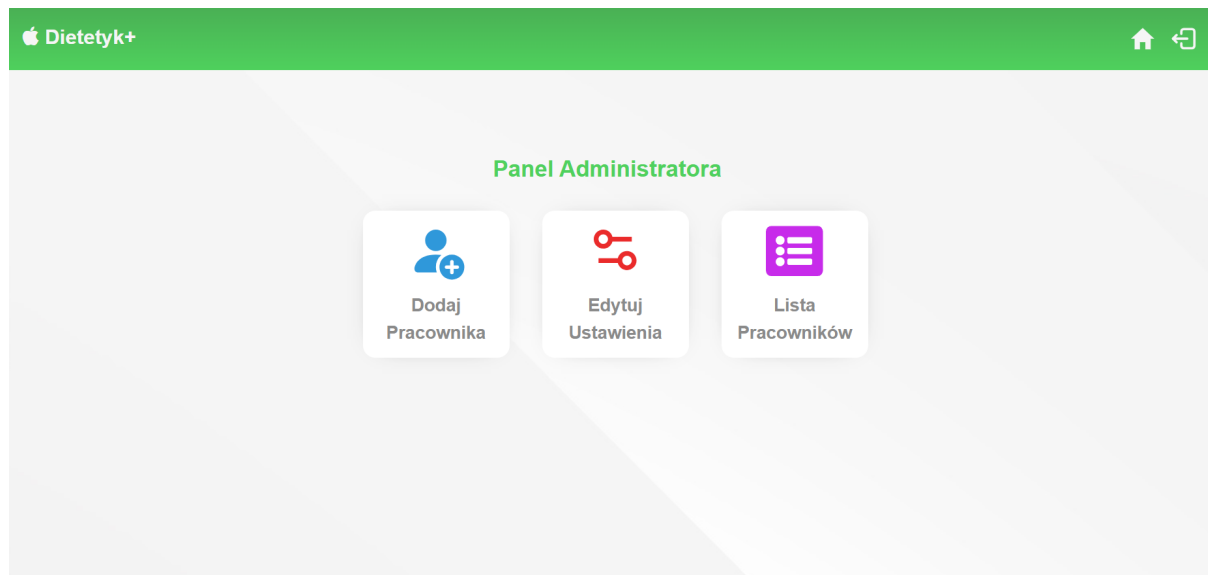 Dietetyk+
Panel Administratora
Dodaj
Pracownika
Edytuj
Ustawienia
Lista
Pracowników